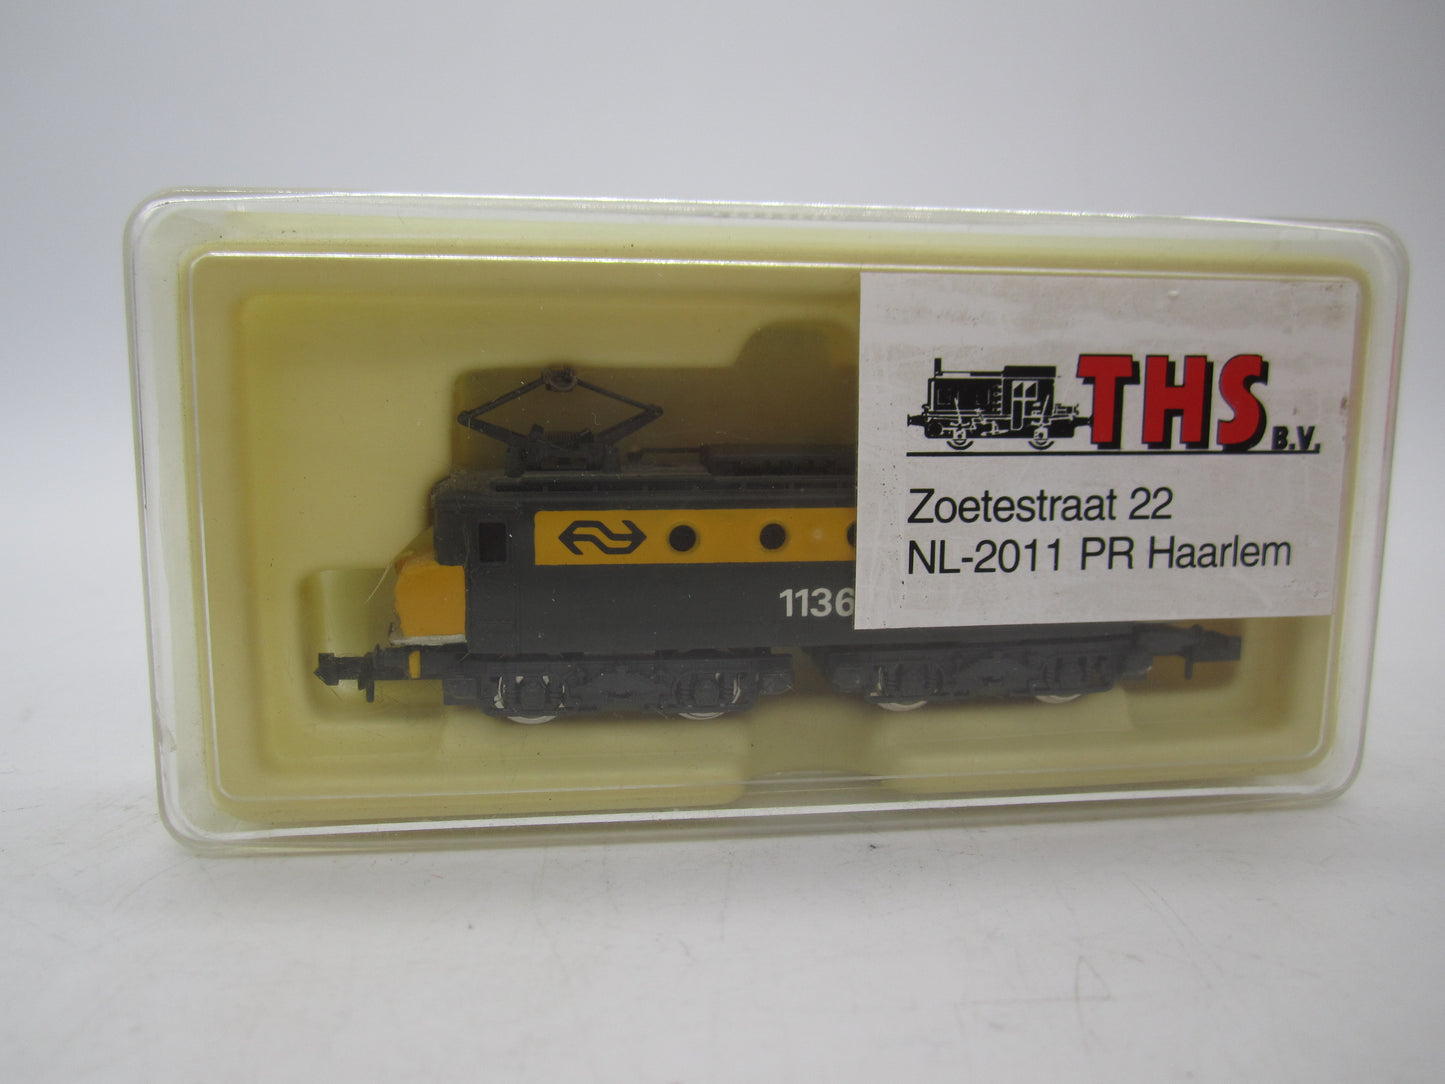 THS B.V.
Zoetestraat 22
NL-2011 PR Haarlem
1136